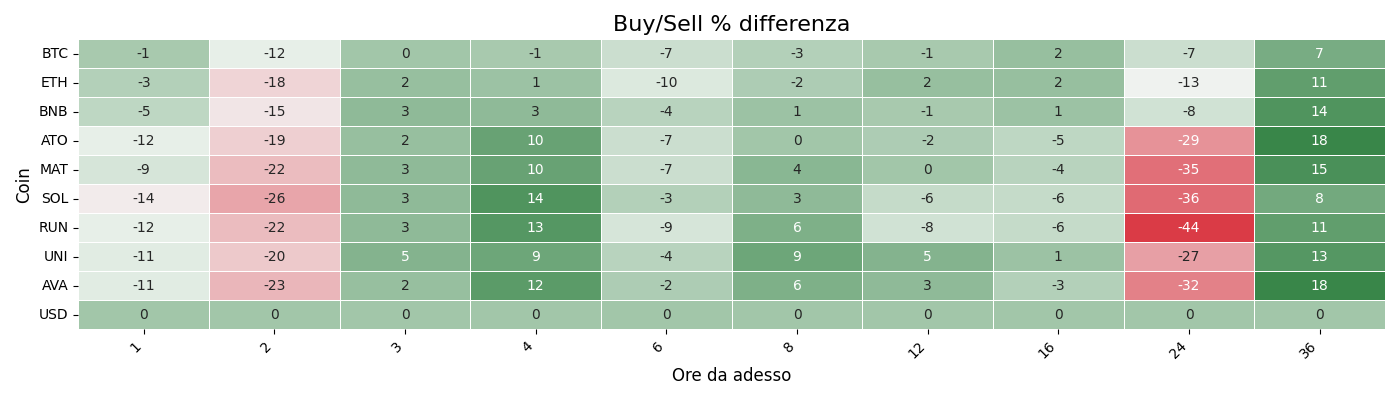 Buy/Sell % differenza
Coin
BTC -1 -12 0 -1 -7 -3 -1 2 -7 7
ETH -3 -18 2 1 -10 -2 2 2 -13 11
BNB -5 -15 3 3 -4 1 -1 1 -8 14
ATO -12 -19 2 10 -7 0 -2 -5 -29 18
MAT -9 -22 3 10 -7 4 0 -4 -35 15
SOL -14 -26 3 14 -3 3 -6 -6 -36 8
RUN -12 -22 3 13 -9 6 -8 -6 -44 11
UNI -11 -20 5 9 -4 9 5 1 -27 13
AVA -11 -23 2 12 -2 6 3 -3 -32 18
USD 0 0 0 0 0 0 0 0 0 0
1 2 3 4 6 8 12 16 24 36
Ore da adesso